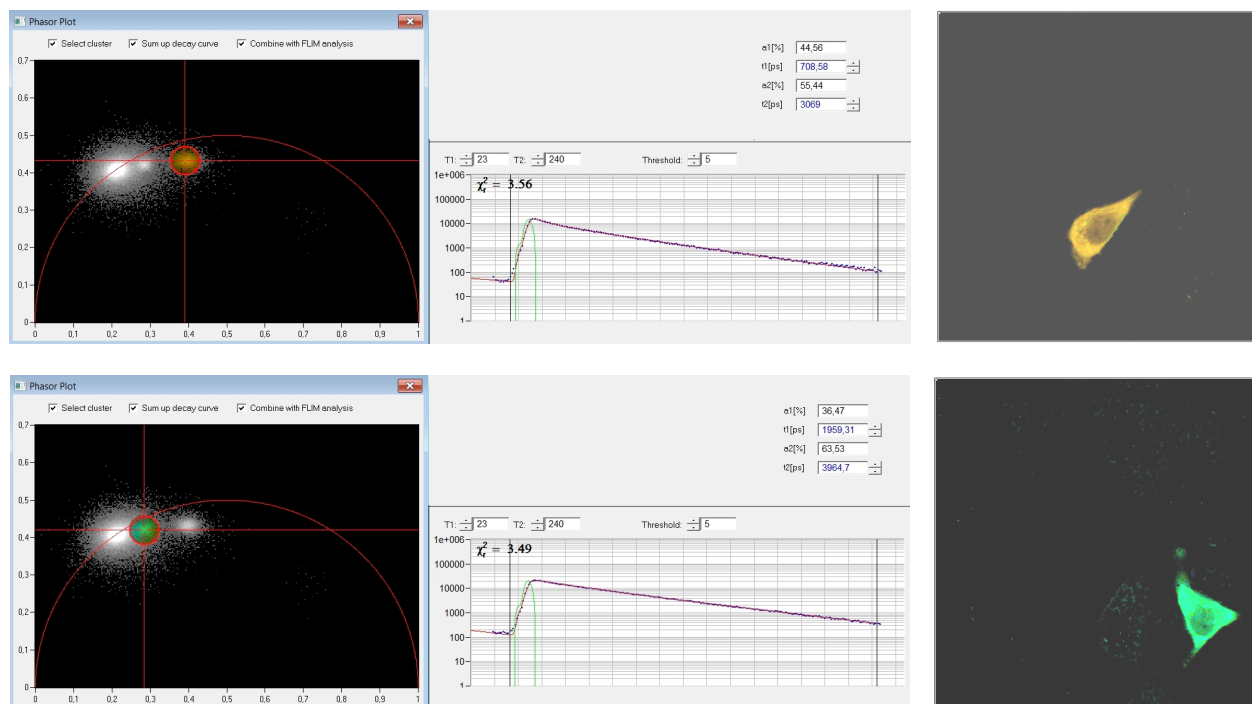 Phasor Plot
Select cluster Sum up decay curve Combine with FLIM analysis
0,7
0,6
0,5
0,4
0,3
0,2
0,1
0
0 0,1 0,2 0,3 0,4 0,5 0,6 0,7 0,8 0,9 1
a1[%] 44,56
t1[ps] 708,58
a2[%] 55,44
t2[ps] 3069
T1: 23 T2: 240 Threshold: 5
χr² = 3.56
1e+006
100000
10000
1000
100
10
1
Phasor Plot
Select cluster Sum up decay curve Combine with FLIM analysis
0,7
0,6
0,5
0,4
0,3
0,2
0,1
0
0 0,1 0,2 0,3 0,4 0,5 0,6 0,7 0,8 0,9 1
a1[%] 36,47
t1[ps] 1959,31
a2[%] 63,53
t2[ps] 3964,7
T1: 23 T2: 240 Threshold: 5
χr² = 3.49
1e+006
100000
10000
1000
100
10
1